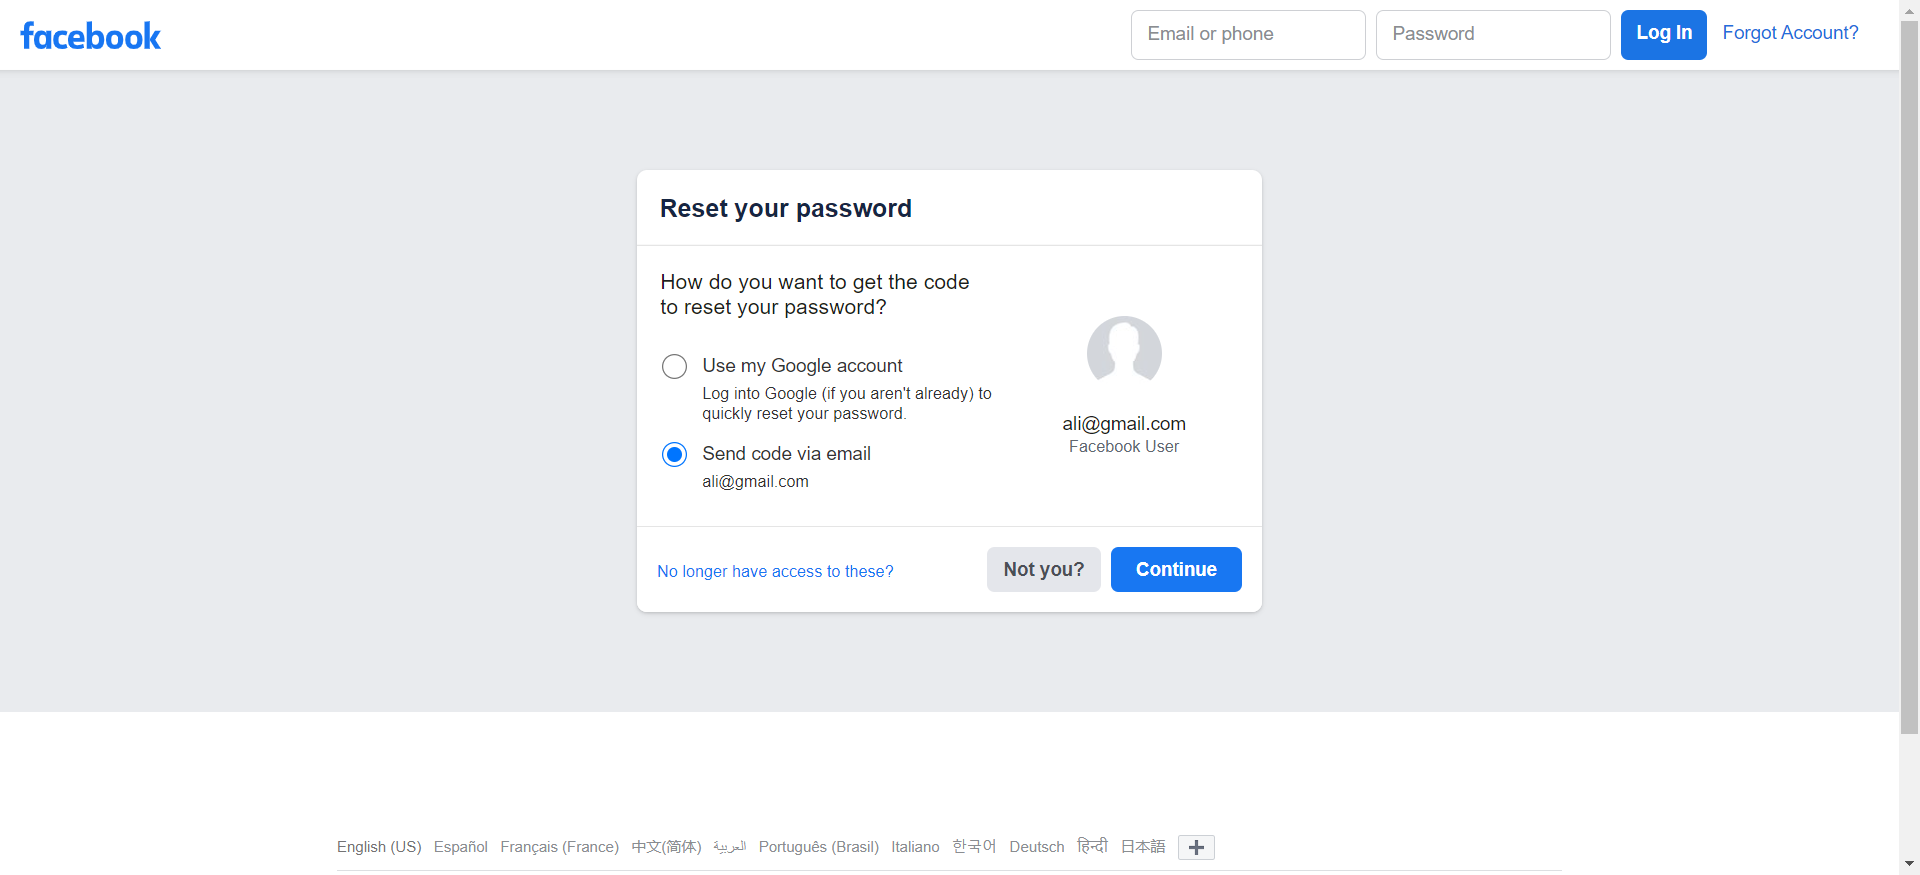 facebook
Email or phone
Password
Log In
Forgot Account?
Reset your password
How do you want to get the code
to reset your password?
Use my Google account
Log into Google (if you aren't already) to
quickly reset your password.
Send code via email
ali@gmail.com
ali@gmail.com
Facebook User
No longer have access to these?
Not you?
Continue
English (US) Español Français (France) 中文(简体) العربية Português (Brasil) Italiano 한국어 Deutsch हिन्दी 日本語